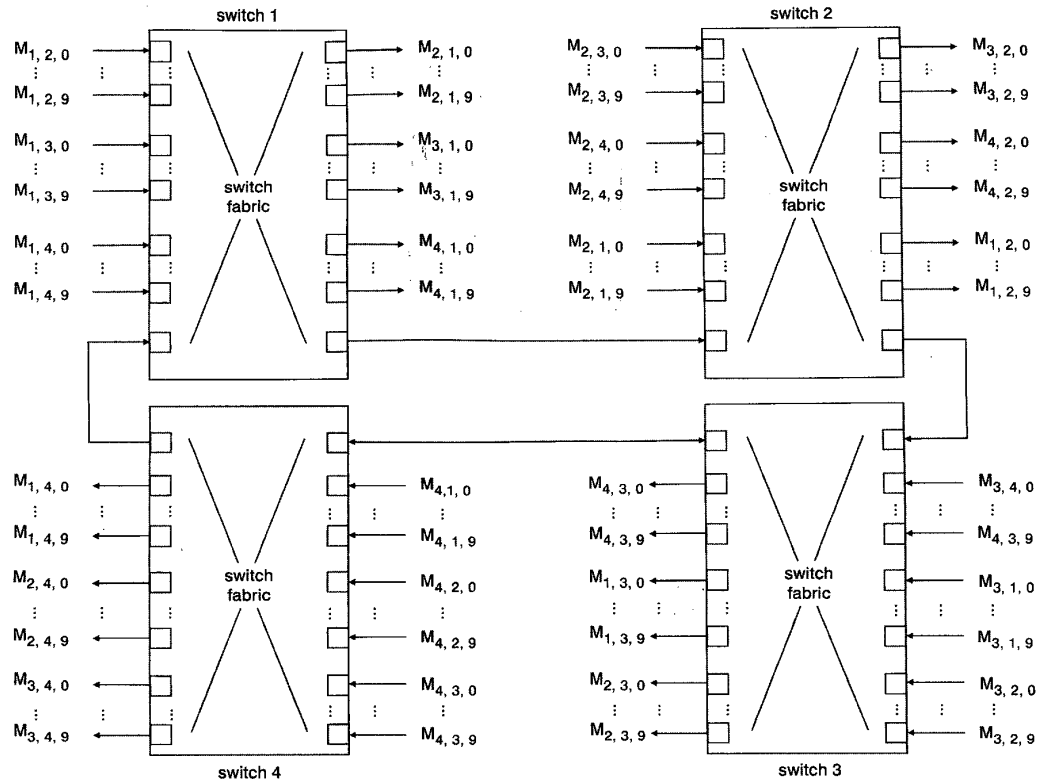 switch 1
switch 2
M1, 2, 0
M2, 1, 0
M2, 3, 0
M3, 2, 0
M1, 2, 9
M2, 1, 9
M2, 3, 9
M3, 2, 9
M1, 3, 0
M3, 1, 0
M2, 4, 0
M4, 2, 0
switch
fabric
switch
fabric
M1, 3, 9
M3, 1, 9
M2, 4, 9
M4, 2, 9
M1, 4, 0
M4, 1, 0
M2, 1, 0
M1, 2, 0
M1, 4, 9
M4, 1, 9
M2, 1, 9
M1, 2, 9
M1, 4, 0
M4,1, 0
M4, 3, 0
M3, 4, 0
M1, 4, 9
M4, 1, 9
M4, 3, 9
M4, 3, 9
M2, 4, 0
M4, 2, 0
M1, 3, 0
M3, 1, 0
switch
fabric
switch
fabric
M2, 4, 9
M4, 2, 9
M1, 3, 9
M3, 1, 9
M3, 4, 0
M4, 3, 0
M2, 3, 0
M3, 2, 0
M3, 4, 9
M4, 3, 9
M2, 3, 9
M3, 2, 9
switch 4
switch 3